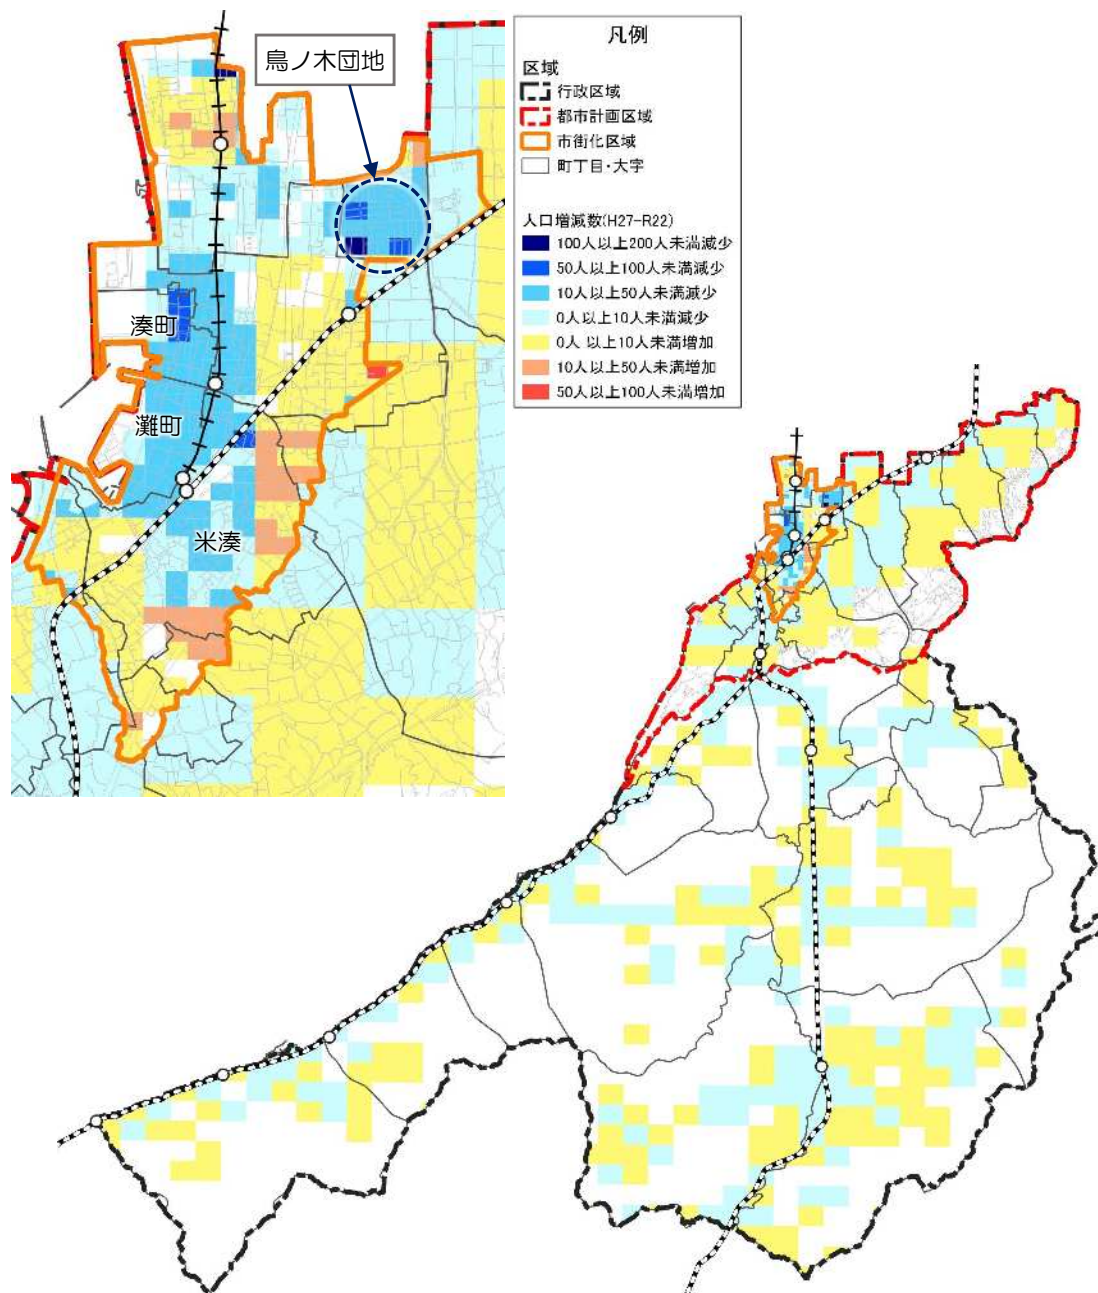 鳥ノ木団地
湊町
灘町
米湊
凡例
区域
行政区域
都市計画区域
市街化区域
町丁目・大字
人口増減数(H27-R22)
100人以上200人未満減少
50人以上100人未満減少
10人以上50人未満減少
0人以上10人未満減少
0人 以上10人未満増加
10人以上50人未満増加
50人以上100人未満増加